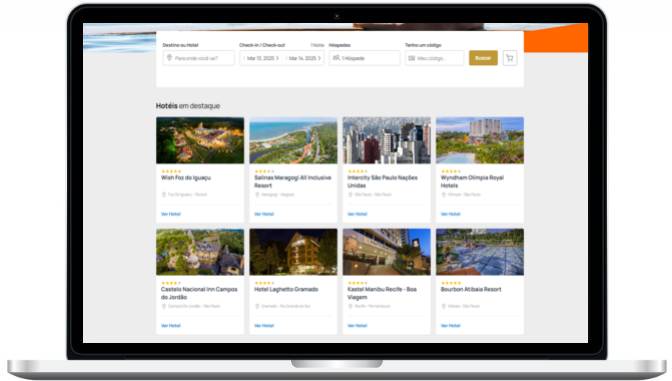 Destino ou Hotel
Check-in / Check-out
1 Noite
Hóspedes
Tenho um código
Para onde você vai?
Mar 13, 2025
Mar 14, 2025
1 Hóspede
Meu código...
Buscar
Hotéis em destaque
Wish Foz do Iguaçu
Foz do Iguaçu - Paraná
Ver Hotel
Salinas Maragogi All Inclusive
Resort
Maragogi - Alagoas
Ver Hotel
Intercity São Paulo Nações
Unidas
São Paulo - São Paulo
Ver Hotel
Wyndham Olímpia Royal
Hotels
Olímpia - São Paulo
Ver Hotel
Castelo Nacional Inn Campos
do Jordão
Campos Do Jordão - São Paulo
Ver Hotel
Hotel Laghetto Gramado
Gramado - Rio Grande do Sul
Ver Hotel
Kastel Manibu Recife - Boa
Viagem
Recife - Pernambuco
Ver Hotel
Bourbon Atibaia Resort
Atibaia - São Paulo
Ver Hotel